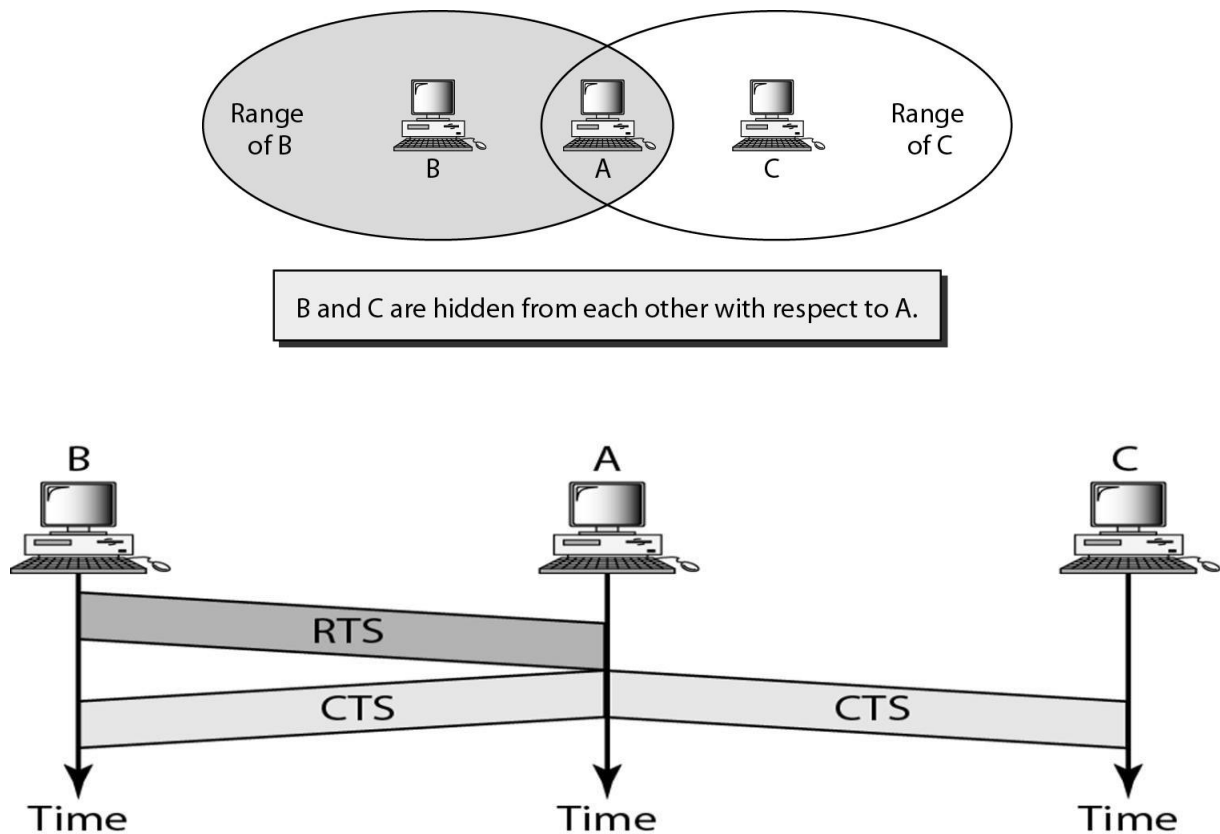 Range
of B
B
A
C
Range
of C
B and C are hidden from each other with respect to A.
B
A
C
RTS
CTS
CTS
Time
Time
Time